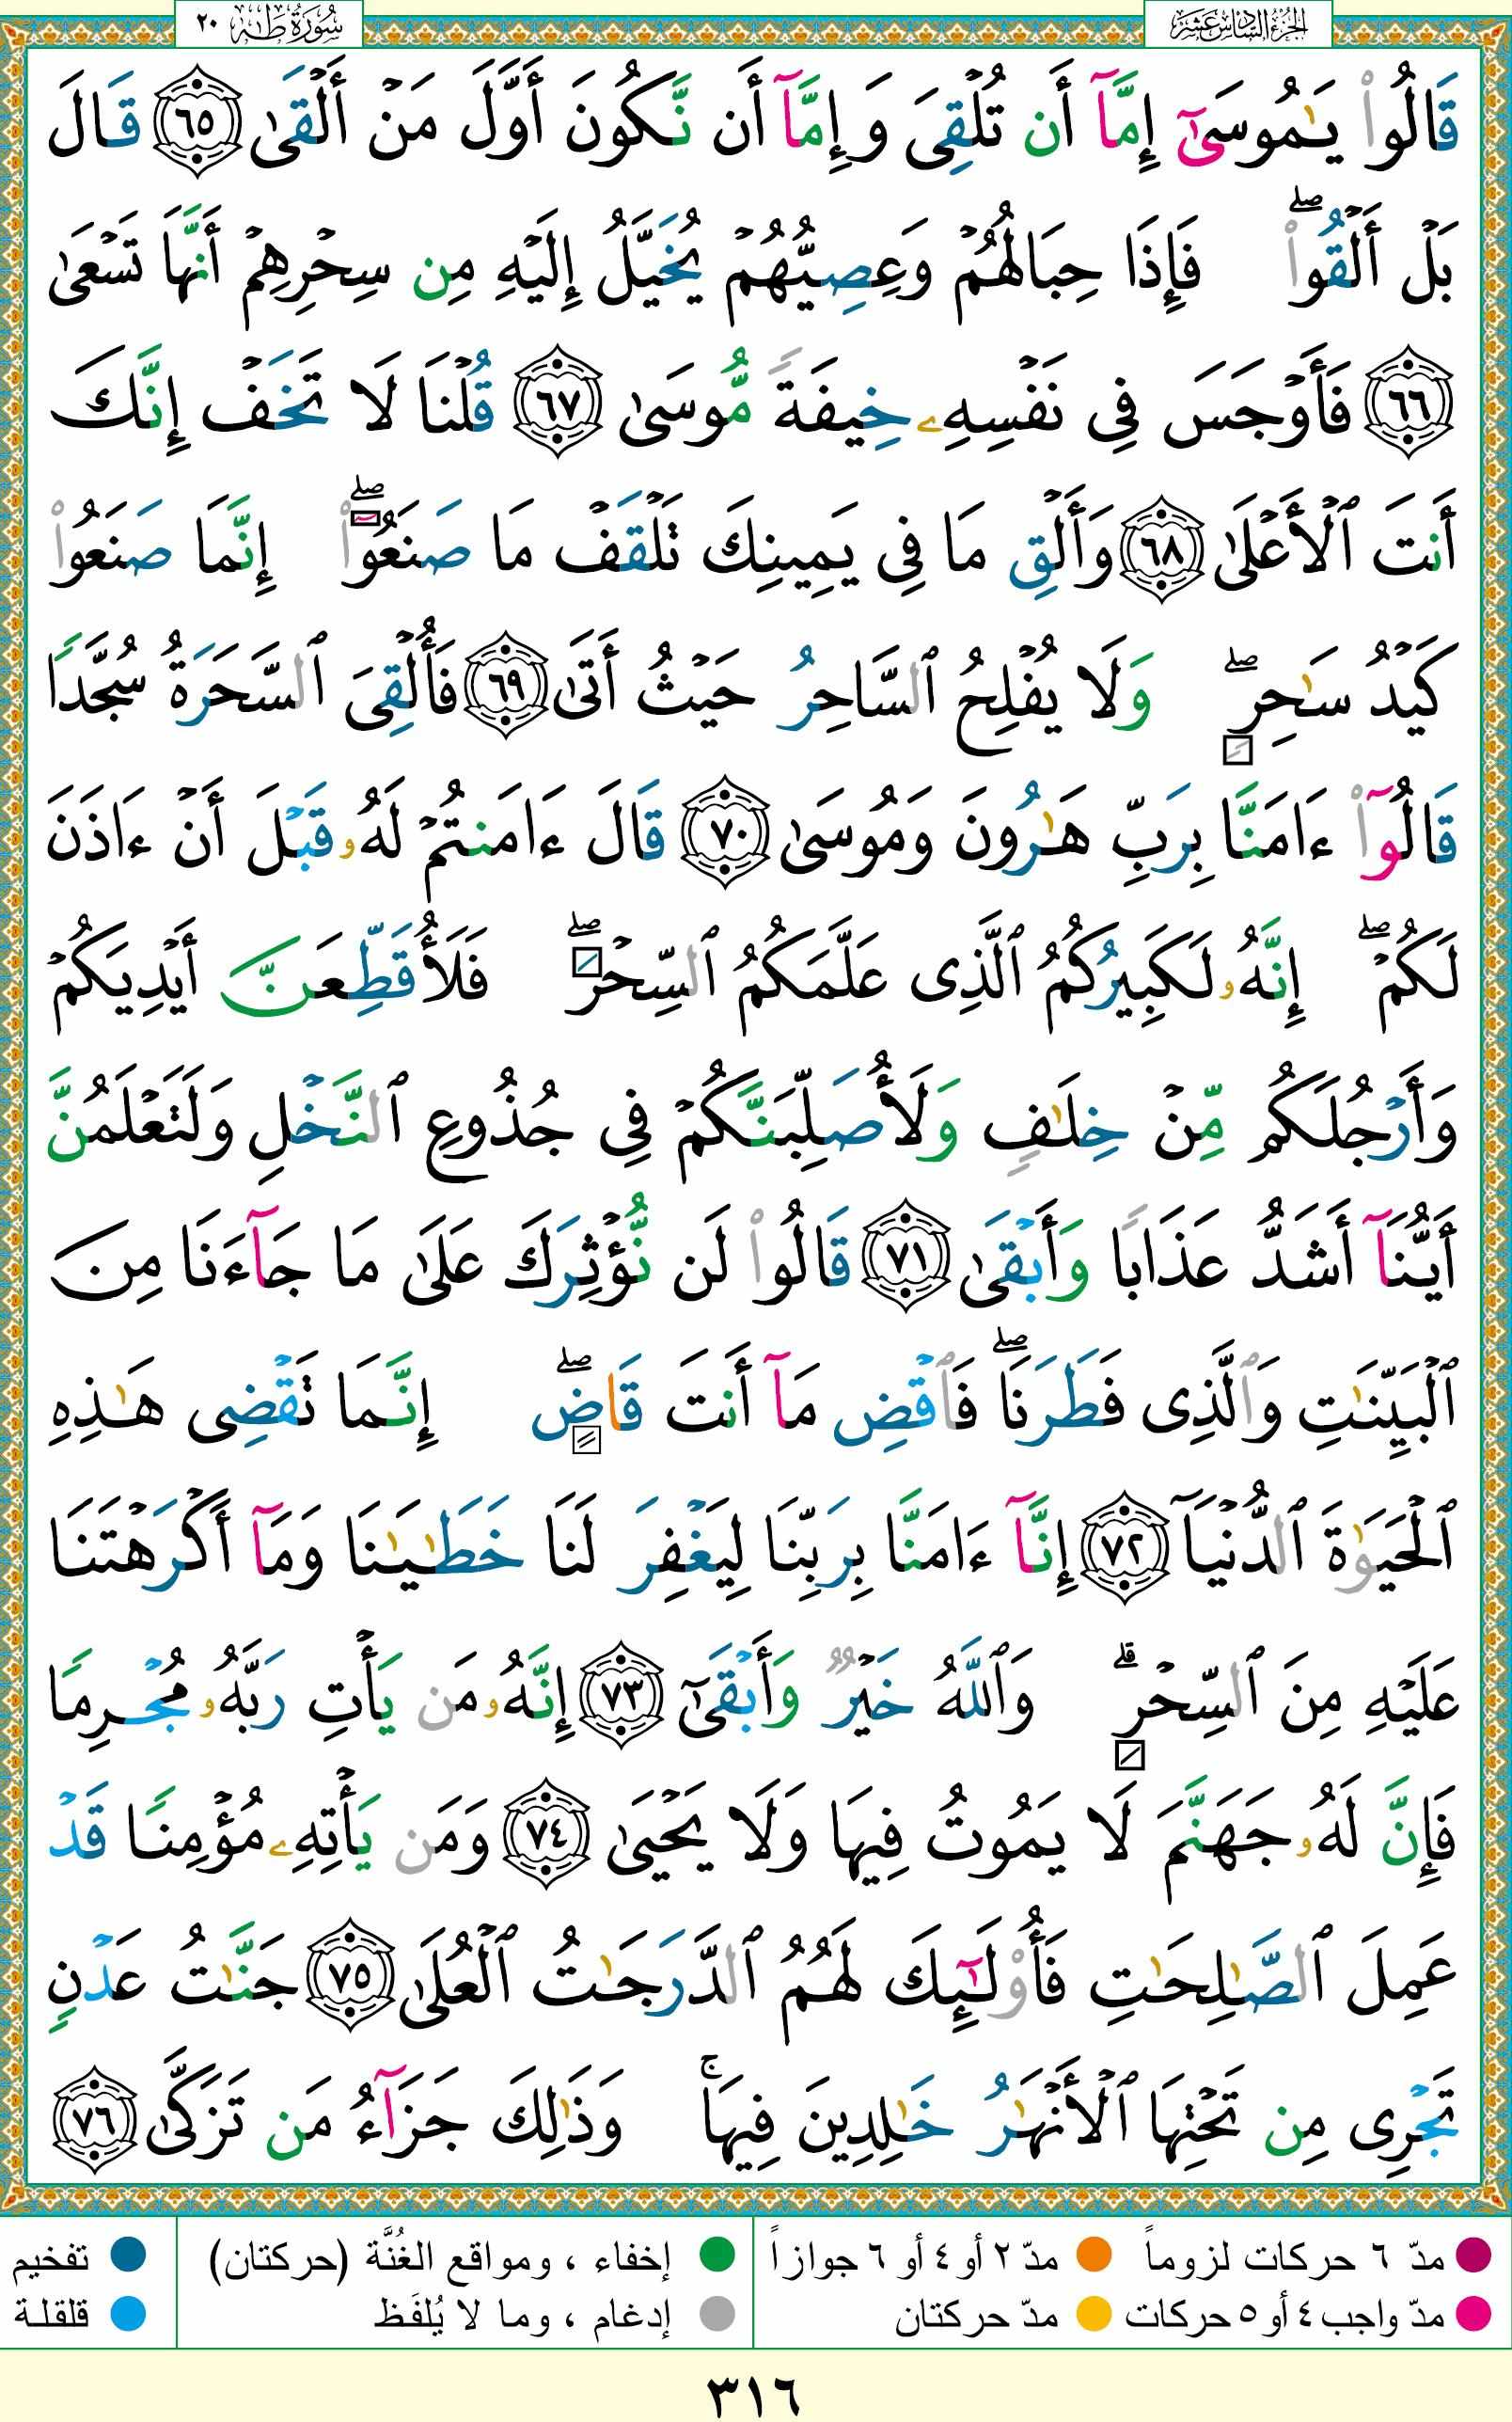 الجزء السادس عشر
سُورَةُ طه ٢٠
قَالُوا۟ يَـٰمُوسَىٰٓ إِمَّآ أَن تُلْقِىَ وَإِمَّآ أَن نَّكُونَ أَوَّلَ مَنْ أَلْقَىٰ ٦٥ قَالَ
بَلْ أَلْقُوا۟ ۖ فَإِذَا حِبَالُهُمْ وَعِصِيُّهُمْ يُخَيَّلُ إِلَيْهِ مِن سِحْرِهِمْ أَنَّهَا تَسْعَىٰ
٦٦ فَأَوْجَسَ فِى نَفْسِهِۦ خِيفَةً مُّوسَىٰ ٦٧ قُلْنَا لَا تَخَفْ إِنَّكَ
أَنتَ ٱلْأَعْلَىٰ ٦٨ وَأَلْقِ مَا فِى يَمِينِكَ تَلْقَفْ مَا صَنَعُوٓا۟ ۖ إِنَّمَا صَنَعُوا۟
كَيْدُ سَـٰحِرٍ ۖ وَلَا يُفْلِحُ ٱلسَّاحِرُ حَيْثُ أَتَىٰ ٦٩ فَأُلْقِىَ ٱلسَّحَرَةُ سُجَّدًا
قَالُوٓا۟ ءَامَنَّا بِرَبِّ هَـٰرُونَ وَمُوسَىٰ ٧٠ قَالَ ءَامَنتُمْ لَهُۥ قَبْلَ أَنْ ءَاذَنَ
لَكُمْ ۖ إِنَّهُۥ لَكَبِيرُكُمُ ٱلَّذِى عَلَّمَكُمُ ٱلسِّحْرَ ۖ فَلَأُقَطِّعَنَّ أَيْدِيَكُمْ
وَأَرْجُلَكُم مِّنْ خِلَـٰفٍ وَلَأُصَلِّبَنَّكُمْ فِى جُذُوعِ ٱلنَّخْلِ وَلَتَعْلَمُنَّ
أَيُّنَآ أَشَدُّ عَذَابًا وَأَبْقَىٰ ٧١ قَالُوا۟ لَن نُّؤْثِرَكَ عَلَىٰ مَا جَآءَنَا مِنَ
ٱلْبَيِّنَـٰتِ وَٱلَّذِى فَطَرَنَا ۖ فَٱقْضِ مَآ أَنتَ قَاضٍ ۖ إِنَّمَا تَقْضِى هَـٰذِهِ
ٱلْحَيَوٰةَ ٱلدُّنْيَآ ٧٢ إِنَّآ ءَامَنَّا بِرَبِّنَا لِيَغْفِرَ لَنَا خَطَـٰيَـٰنَا وَمَآ أَكْرَهْتَنَا
عَلَيْهِ مِنَ ٱلسِّحْرِ ۗ وَٱللَّهُ خَيْرٌ وَأَبْقَىٰٓ ٧٣ إِنَّهُۥ مَن يَأْتِ رَبَّهُۥ مُجْرِمًا
فَإِنَّ لَهُۥ جَهَنَّمَ لَا يَمُوتُ فِيهَا وَلَا يَحْيَىٰ ٧٤ وَمَن يَأْتِهِۦ مُؤْمِنًا قَدْ
عَمِلَ ٱلصَّـٰلِحَـٰتِ فَأُو۟لَـٰٓئِكَ لَهُمُ ٱلدَّرَجَـٰتُ ٱلْعُلَىٰ ٧٥ جَنَّـٰتُ عَدْنٍ
تَجْرِى مِن تَحْتِهَا ٱلْأَنْهَـٰرُ خَـٰلِدِينَ فِيهَا ۚ وَذَٰلِكَ جَزَآءُ مَن تَزَكَّىٰ ٧٦
مدّ ٦ حركات لزوماً مدّ ٢ أو ٤ أو ٦ جوازاً إخفاء ، ومواقع الغُنَّة (حركتان) تفخيم
مدّ واجب ٤ أو ٥ حركات مدّ حركتان إدغام ، وما لا يُلفَظ قلقلة
٣١٦